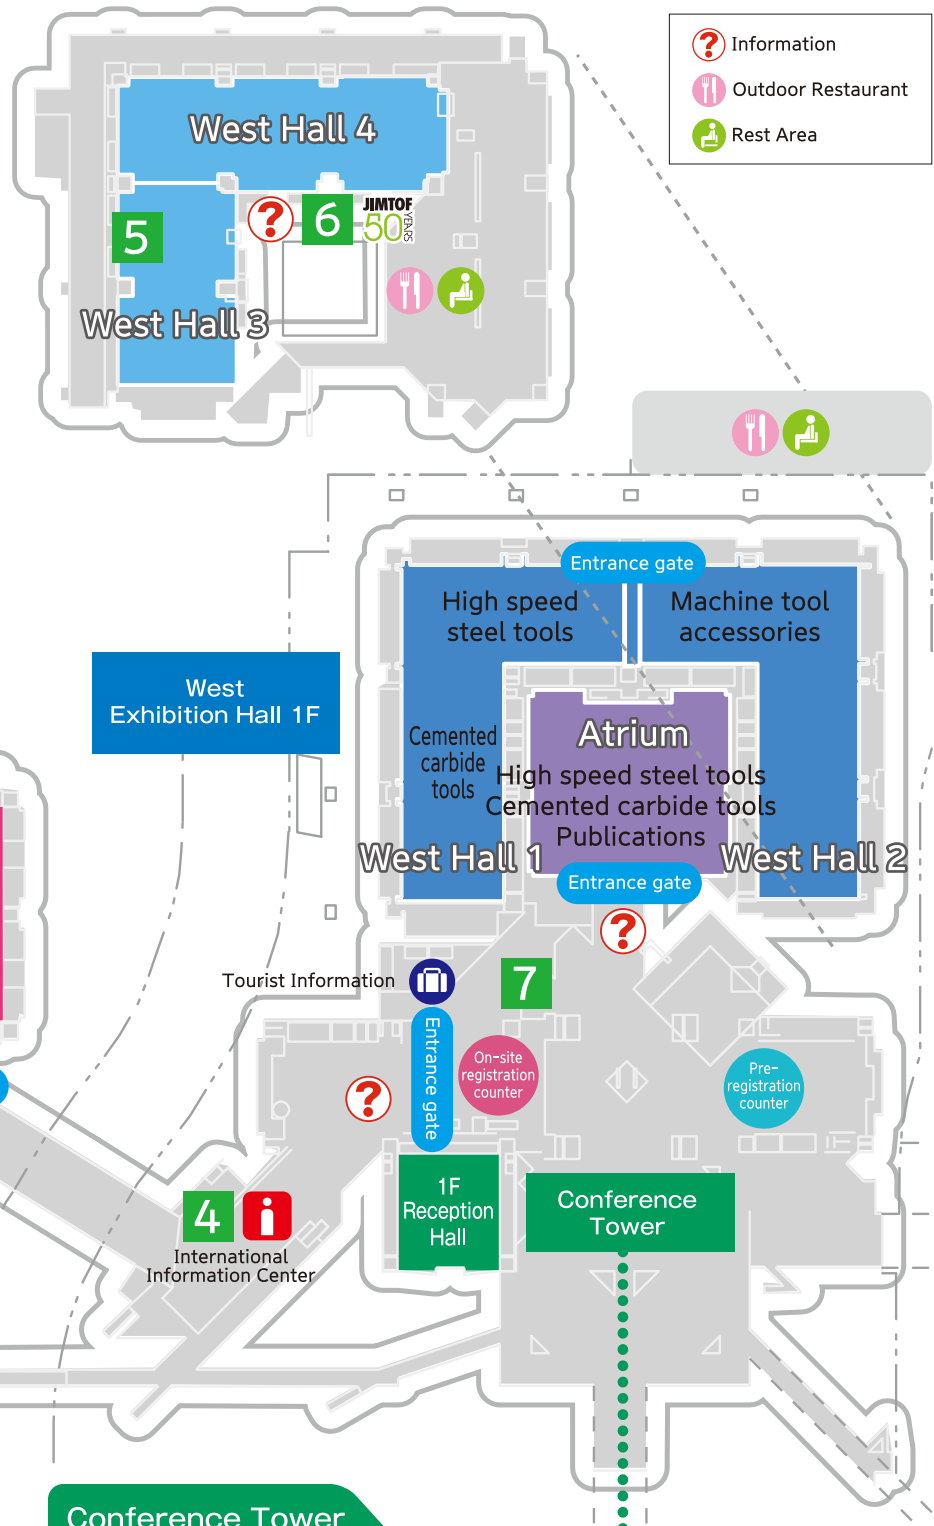 Information
Outdoor Restaurant
Rest Area
West Hall 4
?
6
JIMTOF
50
YEARS
5
West Hall 3
Entrance gate
High speed
steel tools
Machine tool
accessories
West
Exhibition Hall 1F
Cemented
carbide
tools
Atrium
High speed steel tools
Cemented carbide tools
Publications
West Hall 1
West Hall 2
Entrance gate
?
Tourist Information
7
Entrance gate
On-site
registration
counter
Pre-
registration
counter
?
1F
Reception
Hall
Conference
Tower
4
i
International
Information Center
Conference Tower